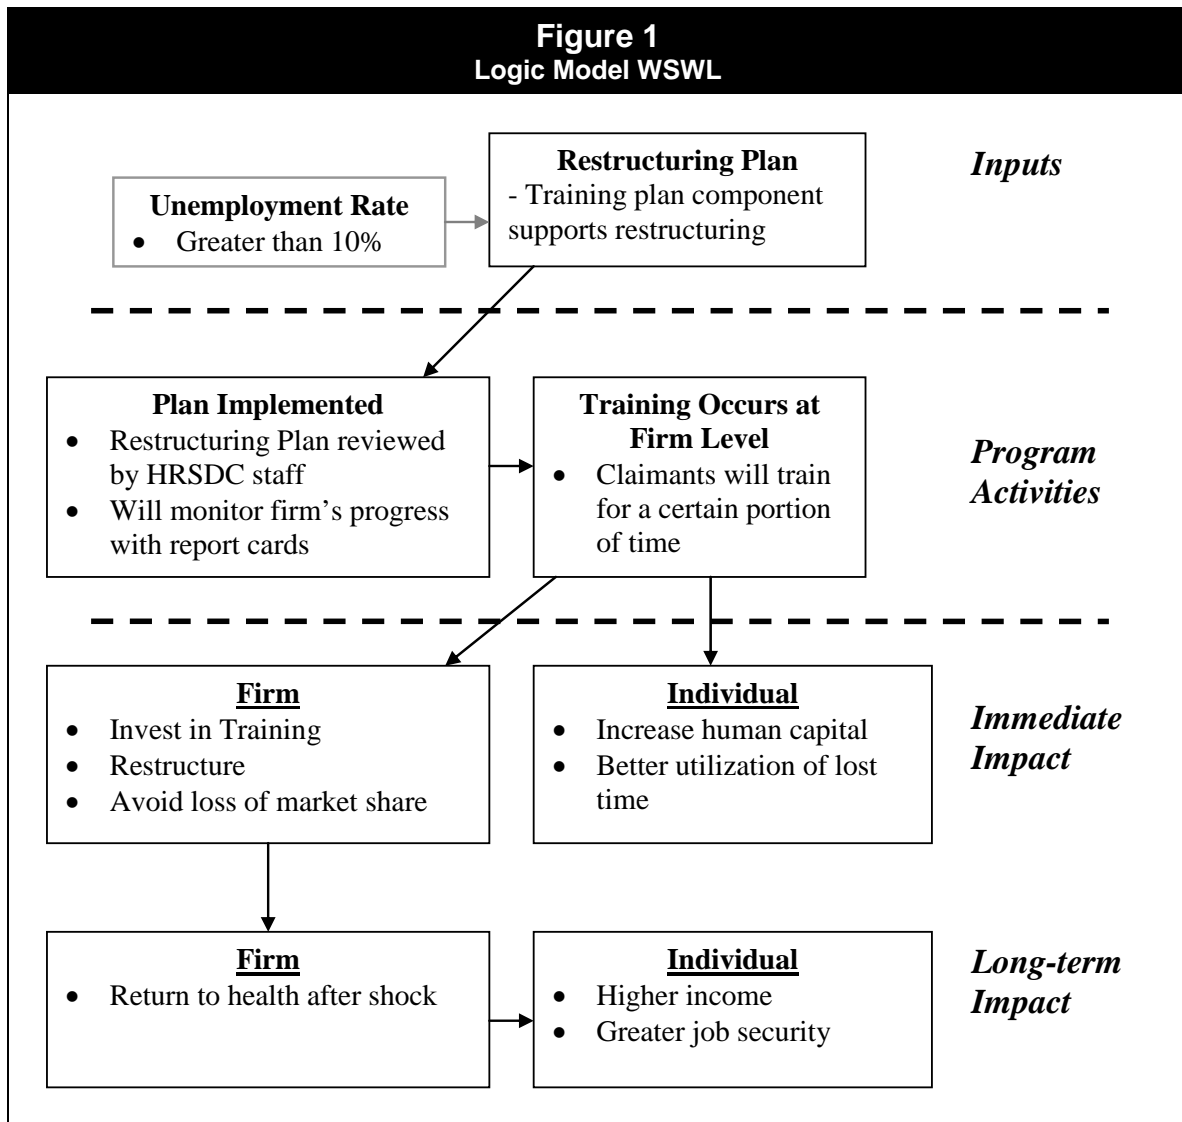 Figure 1
Logic Model WSWL
Restructuring Plan
- Training plan component
supports restructuring
Inputs
Unemployment Rate
• Greater than 10%
Plan Implemented
• Restructuring Plan reviewed
by HRSDC staff
• Will monitor firm’s progress
with report cards
Training Occurs at
Firm Level
• Claimants will train
for a certain portion
of time
Program
Activities
Firm
• Invest in Training
• Restructure
• Avoid loss of market share
Individual
• Increase human capital
• Better utilization of lost
time
Immediate
Impact
Firm
• Return to health after shock
Individual
• Higher income
• Greater job security
Long-term
Impact